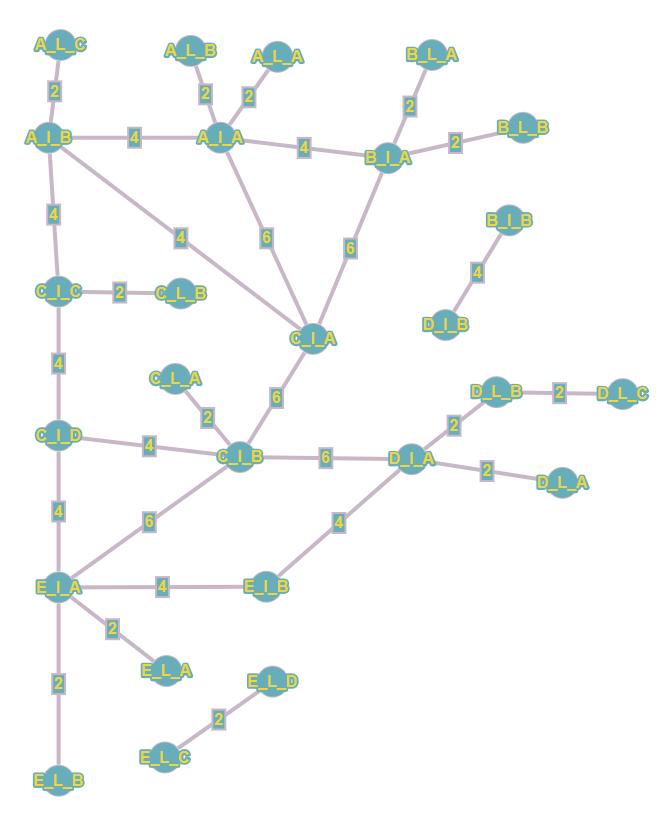 A_L_C
A_L_B
A_L_A
B_L_A
2
2
2
2
B_L_B
A_I_B
4
A_I_A
4
2
B_I_A
4
B_I_B
4
6
6
4
C_I_C
2
C_L_B
D_I_B
C_I_A
4
C_L_A
6
D_L_B
2
D_L_C
2
2
C_I_D
4
C_I_B
6
D_I_A
2
D_L_A
4
6
4
E_I_A
4
E_I_B
2
E_L_A
2
E_L_D
2
E_L_C
E_L_B